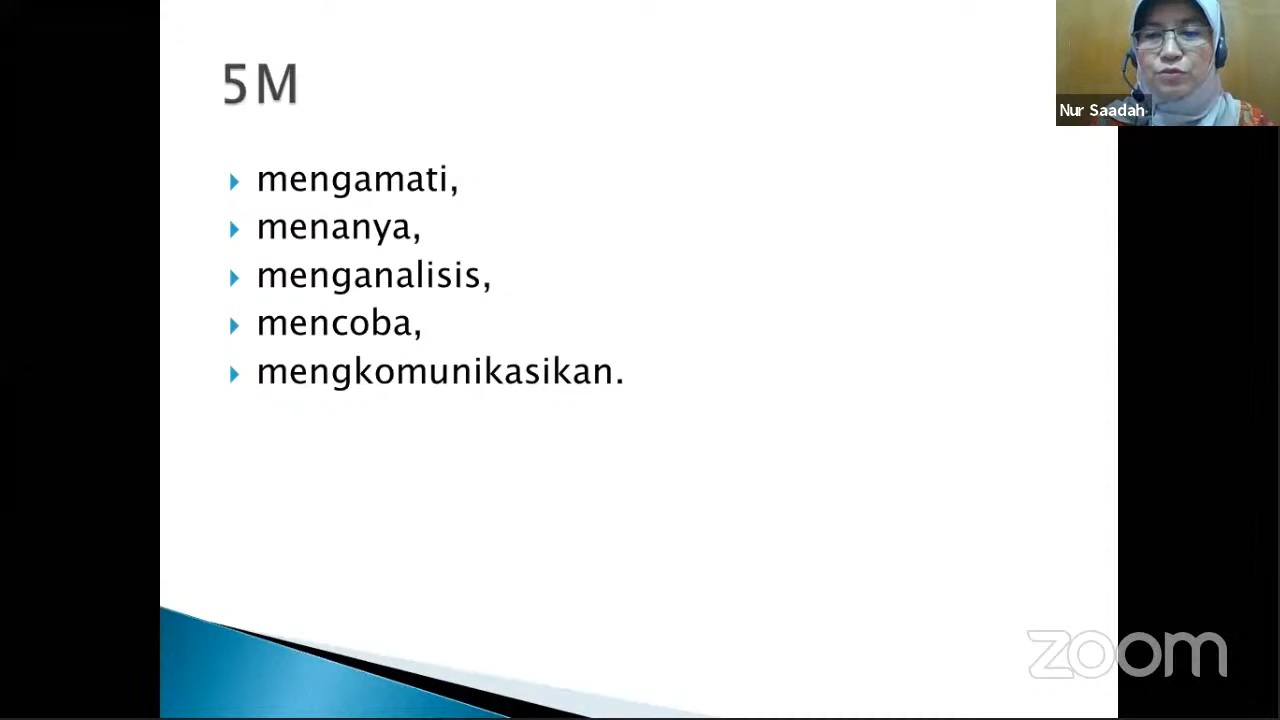 5M
mengamati,
menanya,
menganalisis,
mencoba,
mengkomunikasikan.
Nur Saadah
zoom